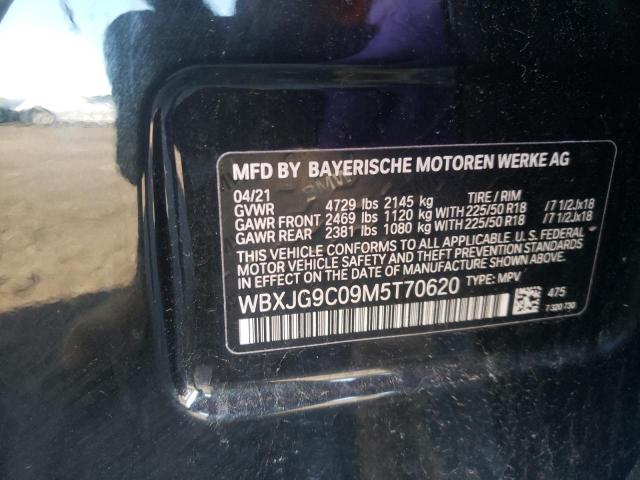 MFD BY BAYERISCHE MOTOREN WERKE AG
04/21
GVWR 4729 lbs 2145 kg TIRE / RIM
GAWR FRONT 2469 lbs 1120 kg WITH 225/50 R18 /7 1/2Jx18
GAWR REAR 2381 lbs 1080 kg WITH 225/50 R18 /7 1/2Jx18
THIS VEHICLE CONFORMS TO ALL APPLICABLE U.S. FEDERAL
MOTOR VEHICLE SAFETY AND THEFT PREVENTION STANDARDS
IN EFFECT ON THE DATE OF MANUFACTURE SHOWN ABOVE.
WBXJG9C09M5T70620 TYPE: MPV
475
7 320 730